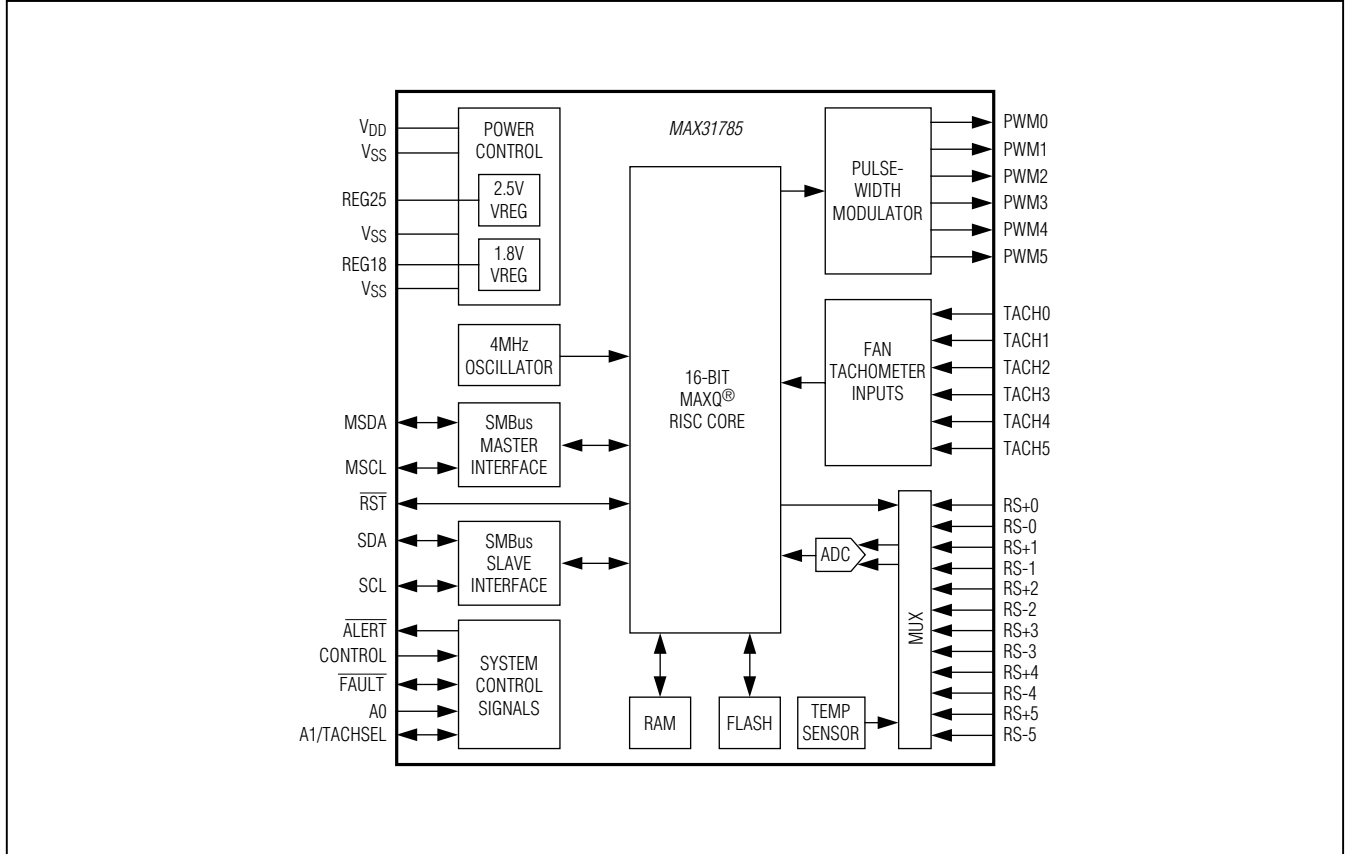 MAX31785
VDD
VSS
REG25
VSS
REG18
VSS
POWER
CONTROL
2.5V
VREG
1.8V
VREG
4MHz
OSCILLATOR
MSDA
MSCL
SMBus
MASTER
INTERFACE
RST
SDA
SCL
SMBus
SLAVE
INTERFACE
ALERT
CONTROL
FAULT
A0
A1/TACHSEL
SYSTEM
CONTROL
SIGNALS
16-BIT
MAXQ®
RISC CORE
RAM
FLASH
PULSE-
WIDTH
MODULATOR
PWM0
PWM1
PWM2
PWM3
PWM4
PWM5
FAN
TACHOMETER
INPUTS
TACH0
TACH1
TACH2
TACH3
TACH4
TACH5
ADC
MUX
TEMP
SENSOR
RS+0
RS-0
RS+1
RS-1
RS+2
RS-2
RS+3
RS-3
RS+4
RS-4
RS+5
RS-5